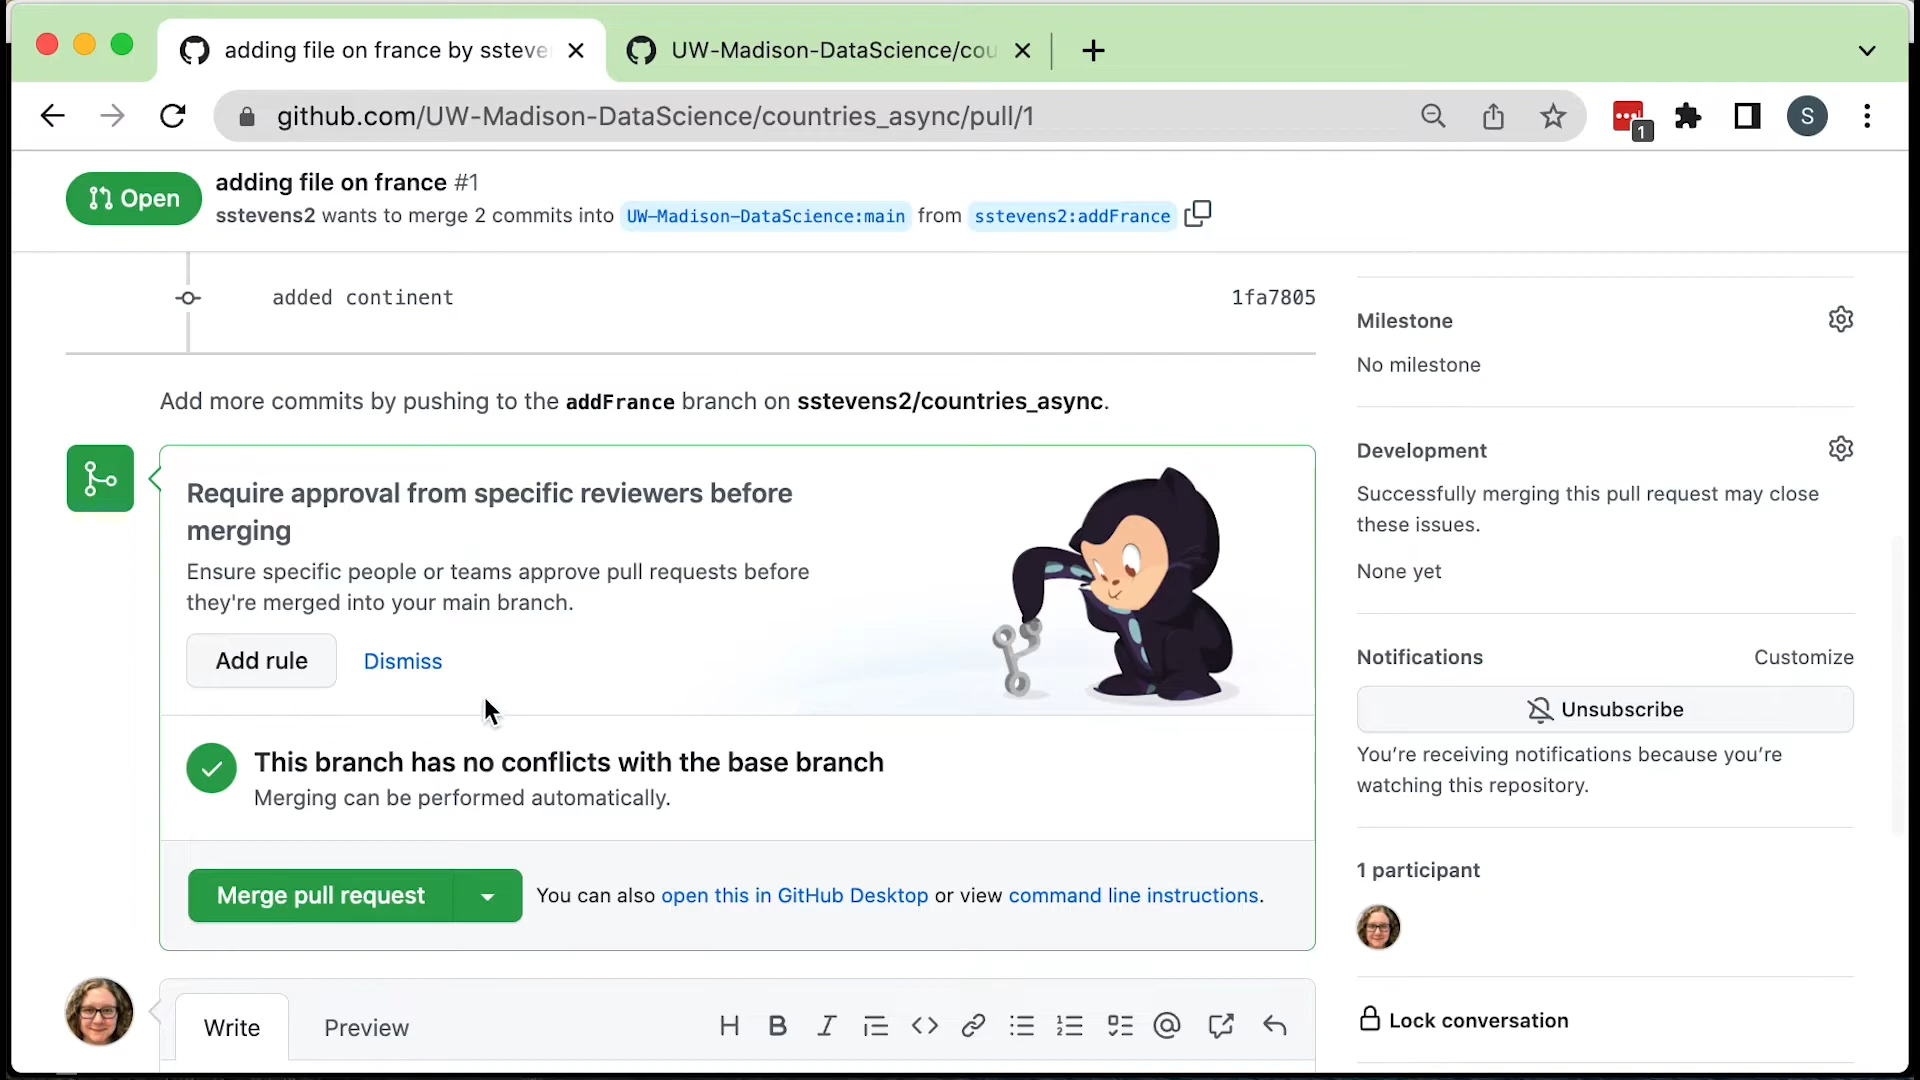 adding file on france by ssteve
UW-Madison-DataScience/cou
github.com/UW-Madison-DataScience/countries_async/pull/1
1
S
Open
adding file on france #1
sstevens2 wants to merge 2 commits into UW-Madison-DataScience:main from sstevens2:addFrance
added continent
1fa7805
Add more commits by pushing to the addFrance branch on sstevens2/countries_async.
Require approval from specific reviewers before
merging
Ensure specific people or teams approve pull requests before
they're merged into your main branch.
Add rule
Dismiss
This branch has no conflicts with the base branch
Merging can be performed automatically.
Merge pull request
You can also open this in GitHub Desktop or view command line instructions.
Write
Preview
Milestone
No milestone
Development
Successfully merging this pull request may close
these issues.
None yet
Notifications
Customize
Unsubscribe
You're receiving notifications because you're
watching this repository.
1 participant
Lock conversation